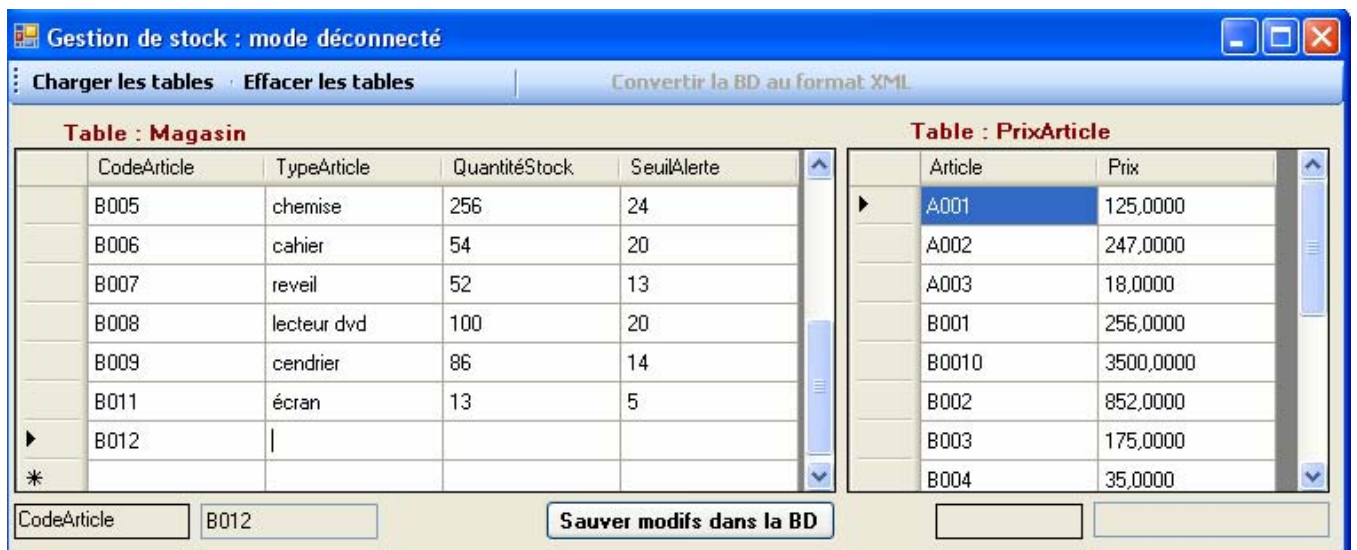 Gestion de stock : mode déconnecté
Charger les tables Effacer les tables Convertir la BD au format XML
Table : Magasin Table : PrixArticle
CodeArticle TypeArticle QuantitéStock SeuilAlerte Article Prix
B005 chemise 256 24 A001 125,0000
B006 cahier 54 20 A002 247,0000
B007 reveil 52 13 A003 18,0000
B008 lecteur dvd 100 20 B001 256,0000
B009 cendrier 86 14 B0010 3500,0000
B011 écran 13 5 B002 852,0000
B012 B003 175,0000
B004 35,0000
CodeArticle B012 Sauver modifs dans la BD